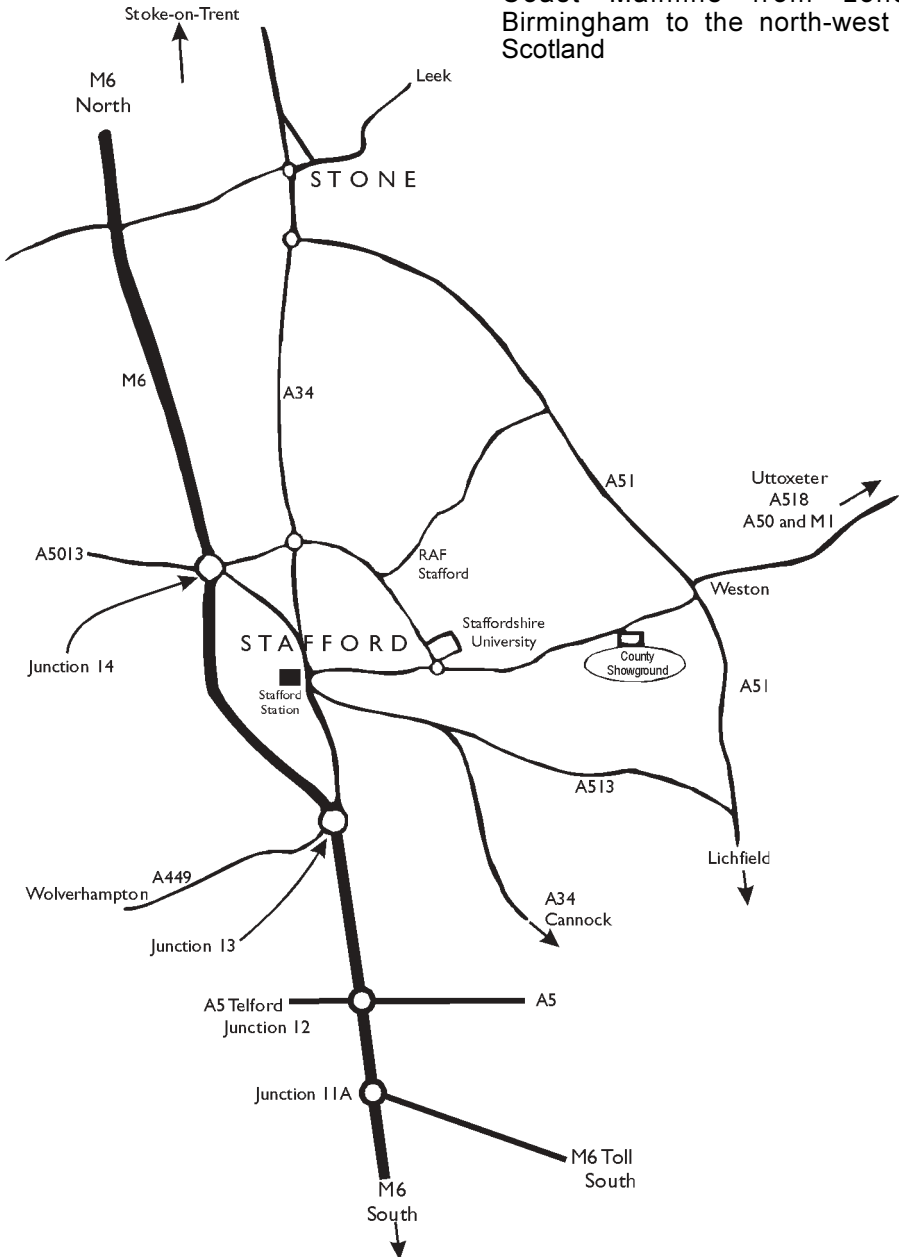 Birmingham to the north-west
Scotland
Stoke-on-Trent
M6
North
Leek
STONE
M6
A34
A51
Uttoxeter
A518
A50 and M1
A5013
RAF
Stafford
Weston
Staffordshire
University
STAFFORD
Junction 14
County
Showground
Stafford
Station
A51
A513
Lichfield
A449
Wolverhampton
A34
Cannock
Junction 13
A5 Telford
A5
Junction 12
Junction 11A
M6 Toll
South
M6
South